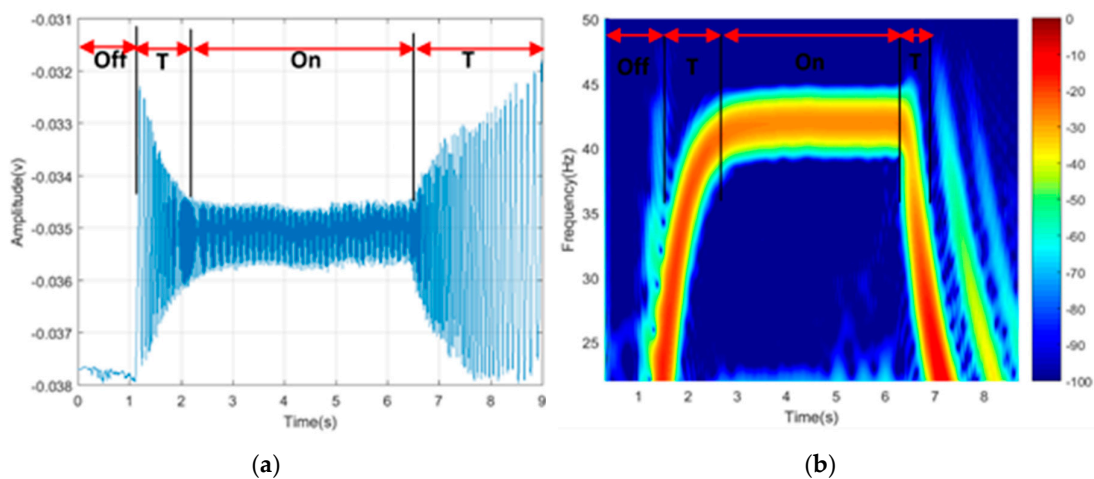 -0.031
-0.032
-0.033
-0.034
-0.035
-0.036
-0.037
-0.038
Amplitude(v)
Off
T
On
T
0 1 2 3 4 5 6 7 8 9
Time(s)
(a)
50
45
40
35
30
25
Frequency(Hz)
Off
T
On
T
1 2 3 4 5 6 7 8
Time(s)
0
-10
-20
-30
-40
-50
-60
-70
-80
-90
-100
(b)